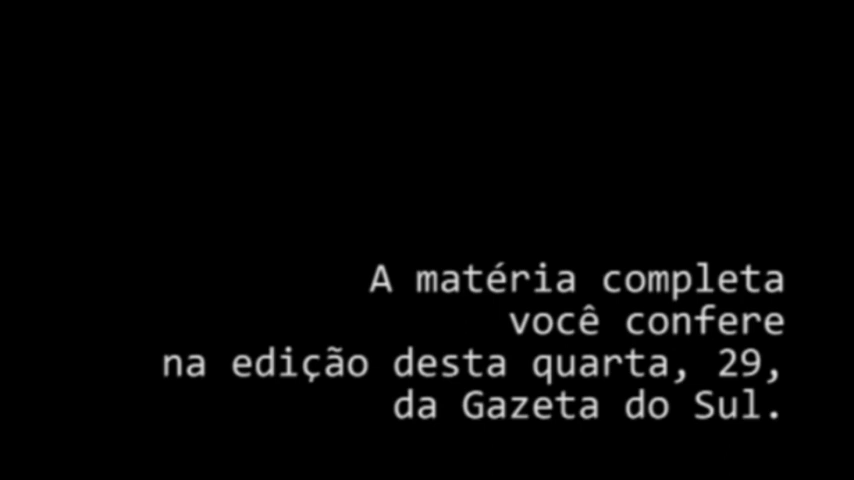 A matéria completa
você confere
na edição desta quarta, 29,
da Gazeta do Sul.